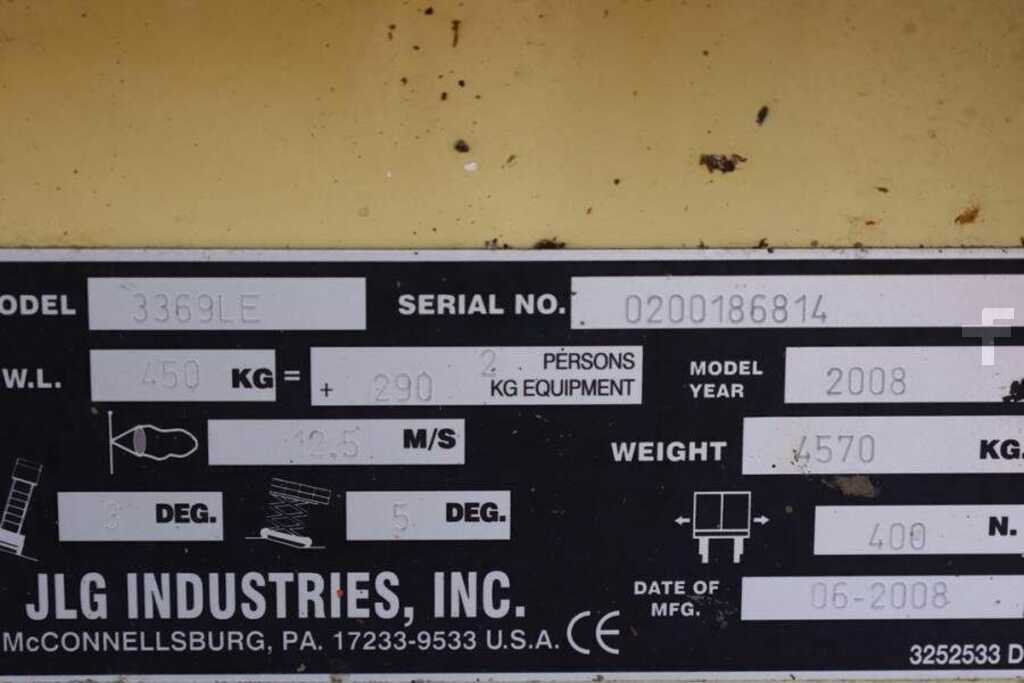 ODEL 3369LE SERIAL NO. 0200186814
W.L. 450 KG = 2 PERSONS
+ 290 KG EQUIPMENT
MODEL YEAR 2008
12.5 M/S WEIGHT 4570 KG.
3 DEG. 5 DEG. 400 N.
JLG INDUSTRIES, INC.
McCONNELLSBURG, PA. 17233-9533 U.S.A. CE
DATE OF MFG. 06-2008
3252533 D